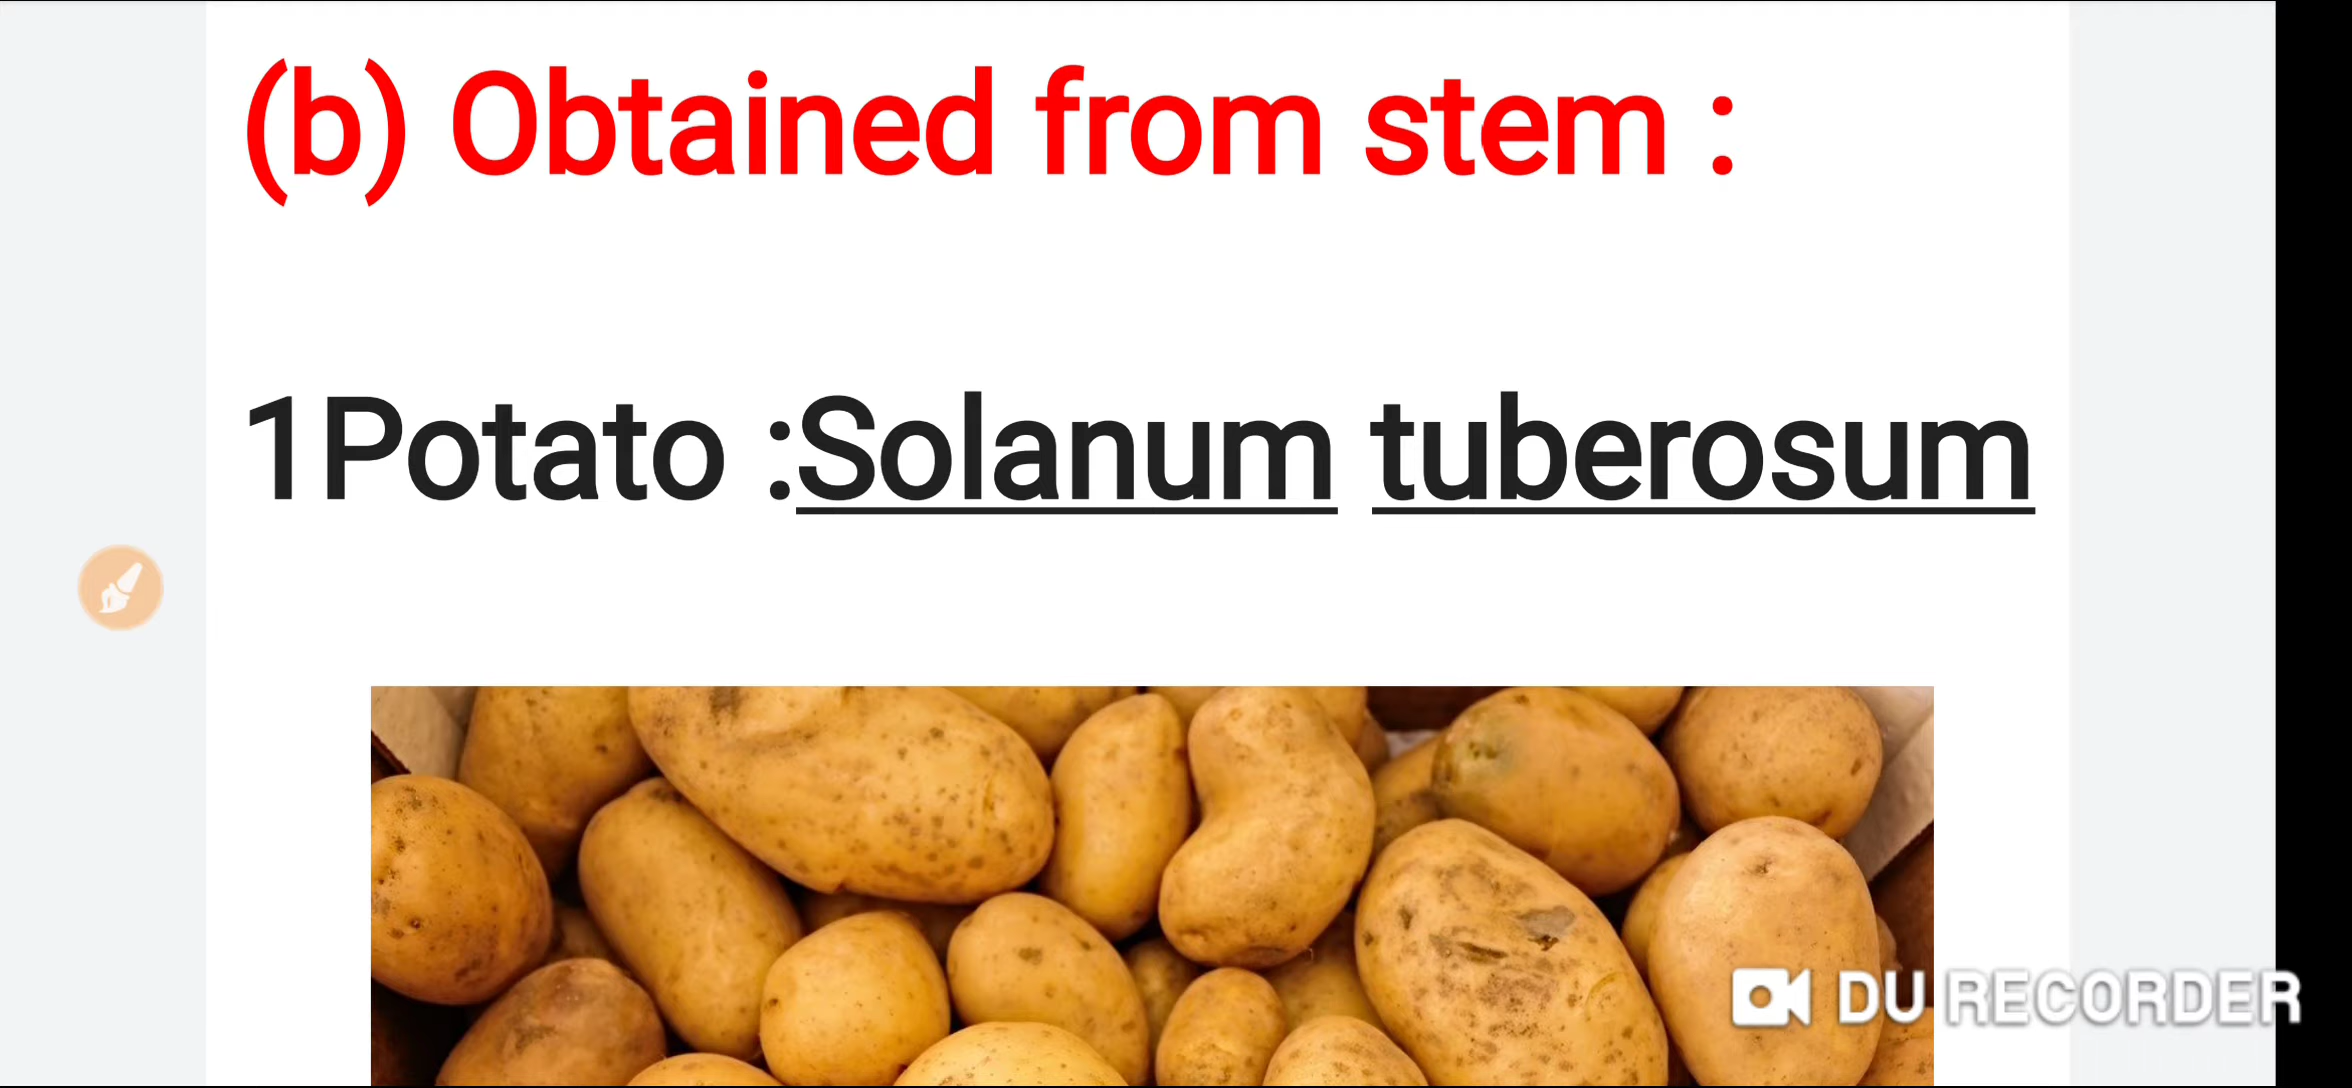 (b) Obtained from stem :
1Potato :Solanum tuberosum
DU RECORDER